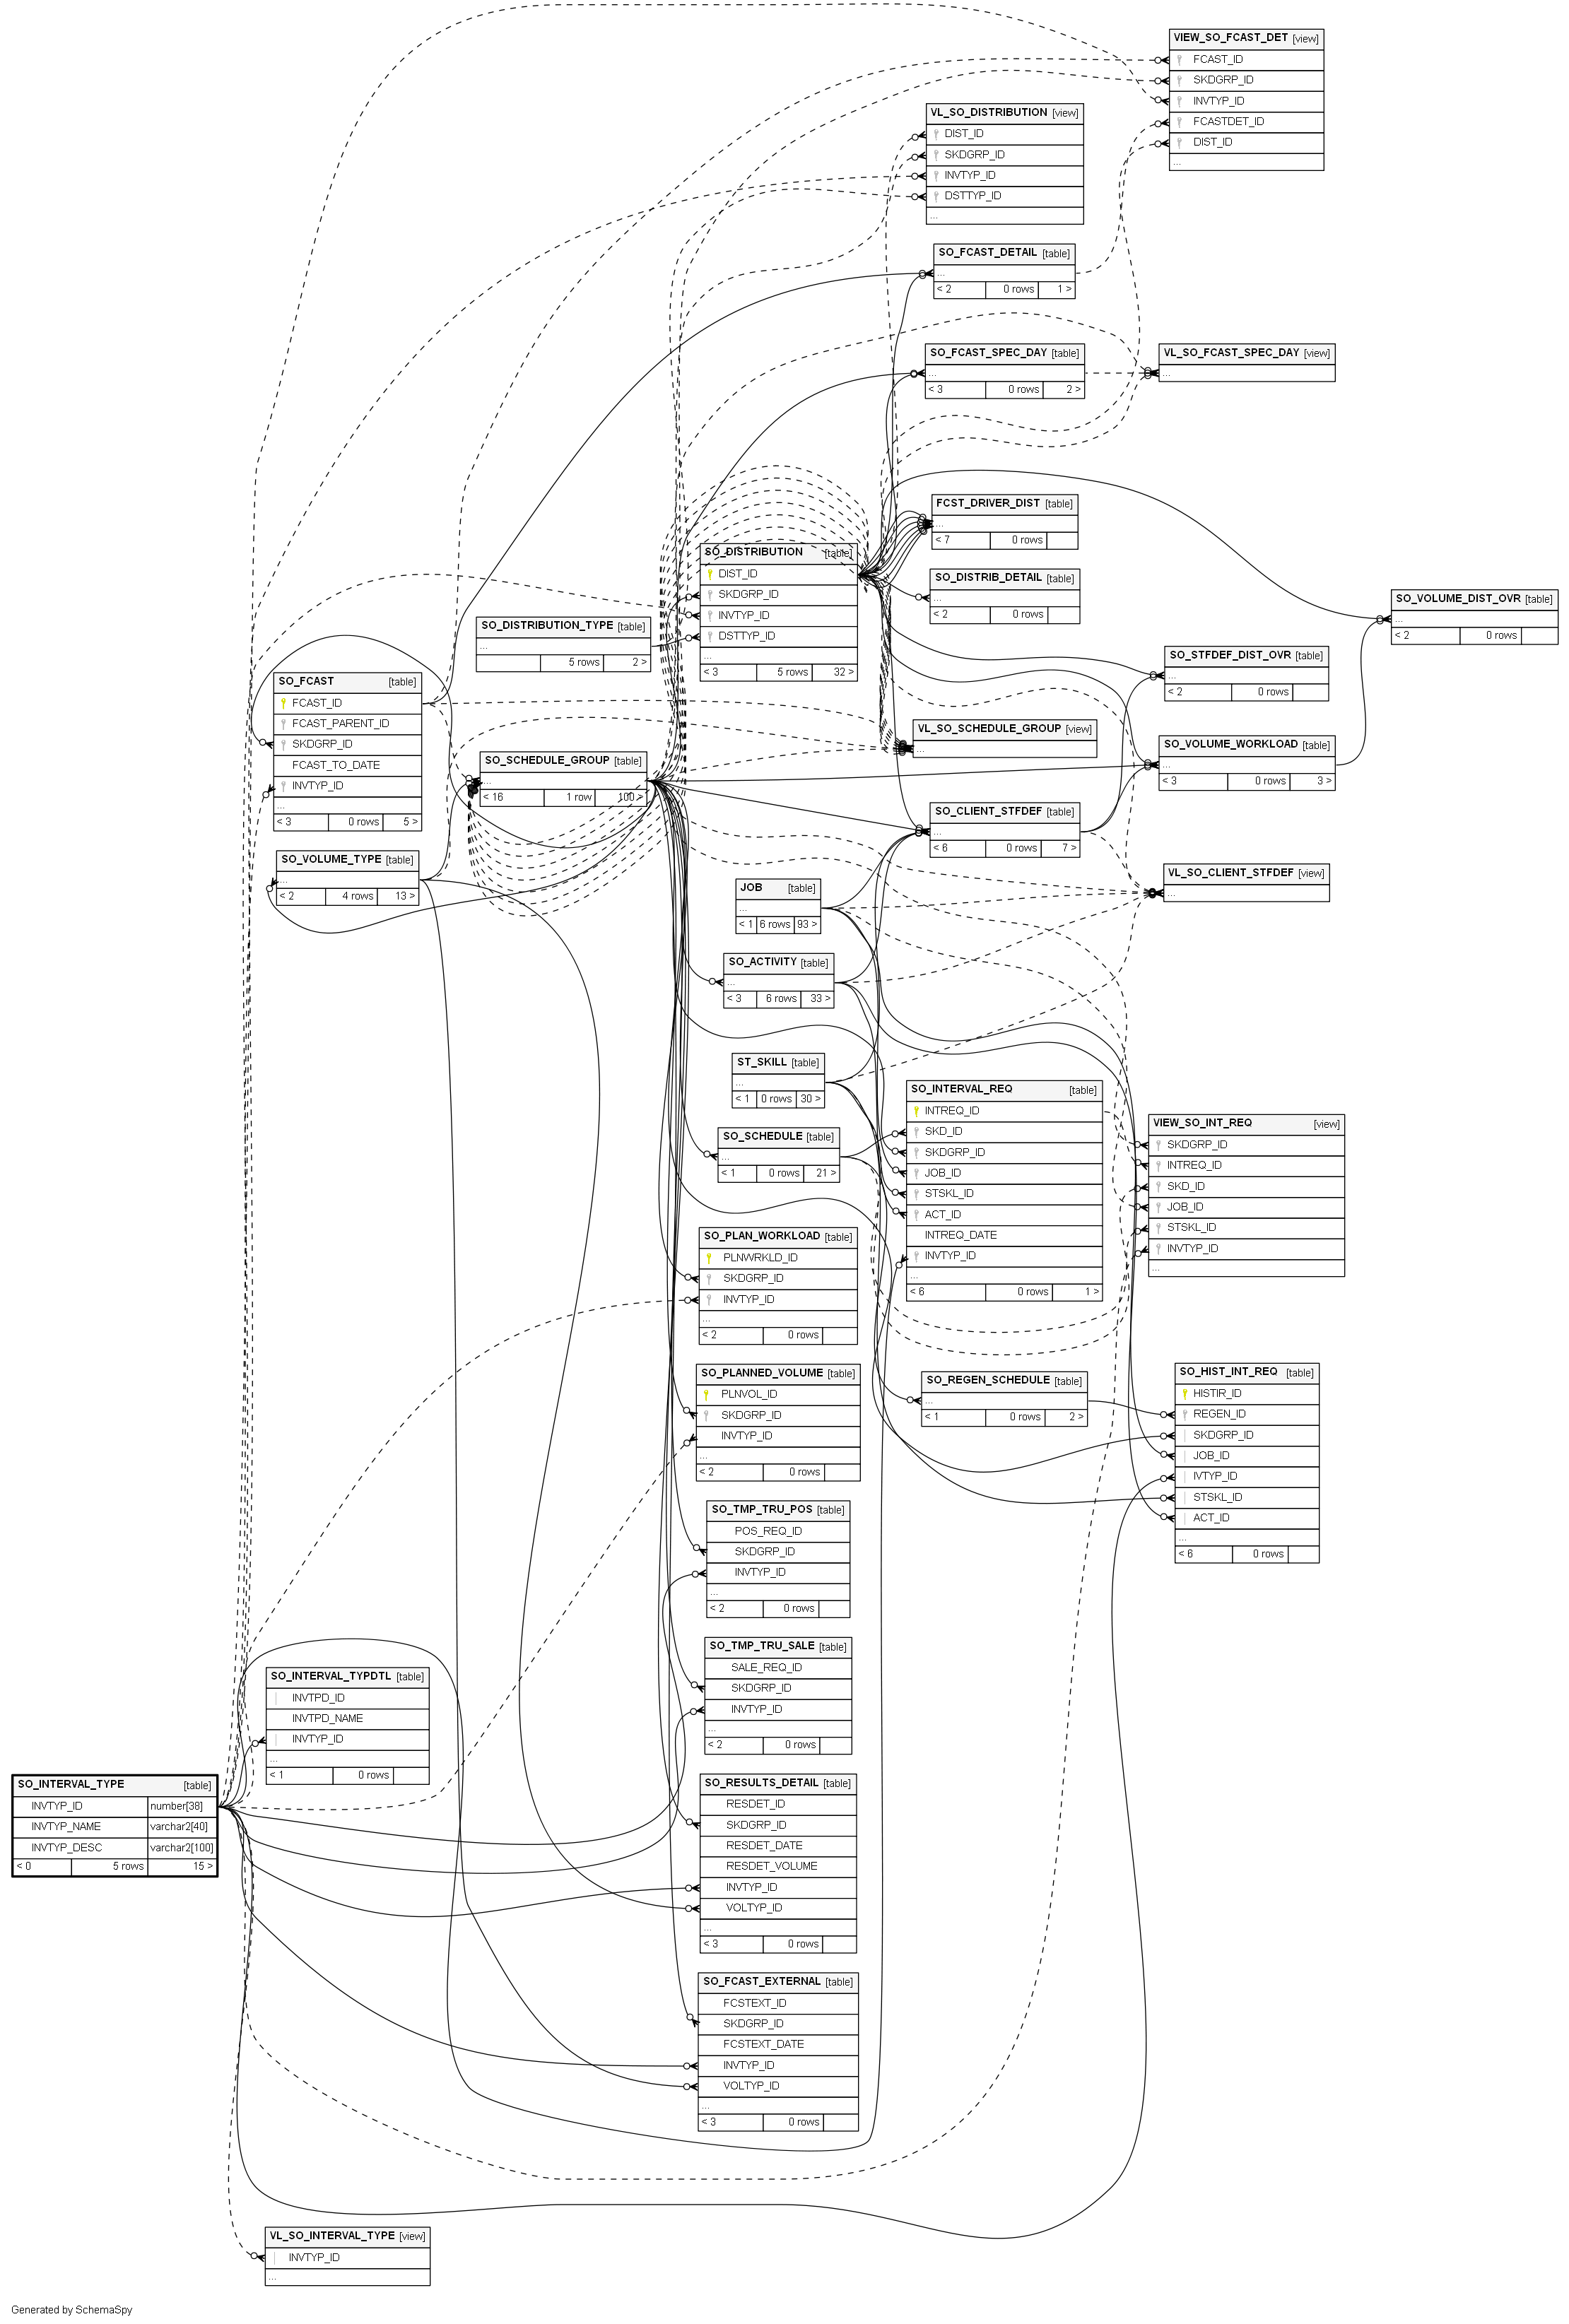 VIEW_SO_FCAST_DET [view]
FCAST_ID
SKDGRP_ID
INVTYP_ID
FCASTDET_ID
DIST_ID
...
VL_SO_DISTRIBUTION [view]
DIST_ID
SKDGRP_ID
INVTYP_ID
DSTTYP_ID
...
SO_FCAST_DETAIL [table]
...
< 2 0 rows 1 >
SO_FCAST_SPEC_DAY [table]
...
< 3 0 rows 2 >
VL_SO_FCAST_SPEC_DAY [view]
...
FCST_DRIVER_DIST [table]
...
< 7 0 rows
SO_DISTRIBUTION [table]
DIST_ID
SKDGRP_ID
INVTYP_ID
DSTTYP_ID
...
< 3 5 rows 32 >
SO_DISTRIB_DETAIL [table]
...
< 2 0 rows
SO_VOLUME_DIST_OVR [table]
...
< 2 0 rows
SO_DISTRIBUTION_TYPE [table]
...
5 rows 2 >
SO_STFDEF_DIST_OVR [table]
...
< 2 0 rows
SO_FCAST [table]
FCAST_ID
FCAST_PARENT_ID
SKDGRP_ID
FCAST_TO_DATE
INVTYP_ID
...
< 3 0 rows 5 >
VL_SO_SCHEDULE_GROUP [view]
...
SO_VOLUME_WORKLOAD [table]
...
< 3 0 rows 3 >
SO_SCHEDULE_GROUP [table]
...
< 16 1 row 100 >
SO_CLIENT_STFDEF [table]
...
< 6 0 rows 7 >
SO_VOLUME_TYPE [table]
...
< 2 4 rows 13 >
VL_SO_CLIENT_STFDEF [view]
...
JOB [table]
...
< 1 6 rows 93 >
SO_ACTIVITY [table]
...
< 3 6 rows 33 >
ST_SKILL [table]
...
< 1 0 rows 30 >
SO_INTERVAL_REQ [table]
INTREQ_ID
SKD_ID
SKDGRP_ID
JOB_ID
STSKL_ID
ACT_ID
INTREQ_DATE
INVTYP_ID
...
< 6 0 rows 1 >
VIEW_SO_INT_REQ [view]
SKDGRP_ID
INTREQ_ID
SKD_ID
JOB_ID
STSKL_ID
INVTYP_ID
...
SO_SCHEDULE [table]
...
< 1 0 rows 21 >
SO_PLAN_WORKLOAD [table]
PLNWRKLD_ID
SKDGRP_ID
INVTYP_ID
...
< 2 0 rows
SO_PLANNED_VOLUME [table]
PLNVOL_ID
SKDGRP_ID
INVTYP_ID
...
< 2 0 rows
SO_REGEN_SCHEDULE [table]
...
< 1 0 rows 2 >
SO_HIST_INT_REQ [table]
HISTIR_ID
REGEN_ID
SKDGRP_ID
JOB_ID
IVTYP_ID
STSKL_ID
ACT_ID
...
< 6 0 rows
SO_TMP_TRU_POS [table]
POS_REQ_ID
SKDGRP_ID
INVTYP_ID
...
< 2 0 rows
SO_TMP_TRU_SALE [table]
SALE_REQ_ID
SKDGRP_ID
INVTYP_ID
...
< 2 0 rows
SO_INTERVAL_TYPDTL [table]
INVTPD_ID
INVTPD_NAME
INVTYP_ID
...
< 1 0 rows
SO_INTERVAL_TYPE [table]
INVTYP_ID number[38]
INVTYP_NAME varchar2[40]
INVTYP_DESC varchar2[100]
< 0 5 rows 15 >
SO_RESULTS_DETAIL [table]
RESDET_ID
SKDGRP_ID
RESDET_DATE
RESDET_VOLUME
INVTYP_ID
VOLTYP_ID
...
< 3 0 rows
SO_FCAST_EXTERNAL [table]
FCSTEXT_ID
SKDGRP_ID
FCSTEXT_DATE
INVTYP_ID
VOLTYP_ID
...
< 3 0 rows
VL_SO_INTERVAL_TYPE [view]
INVTYP_ID
...
Generated by SchemaSpy